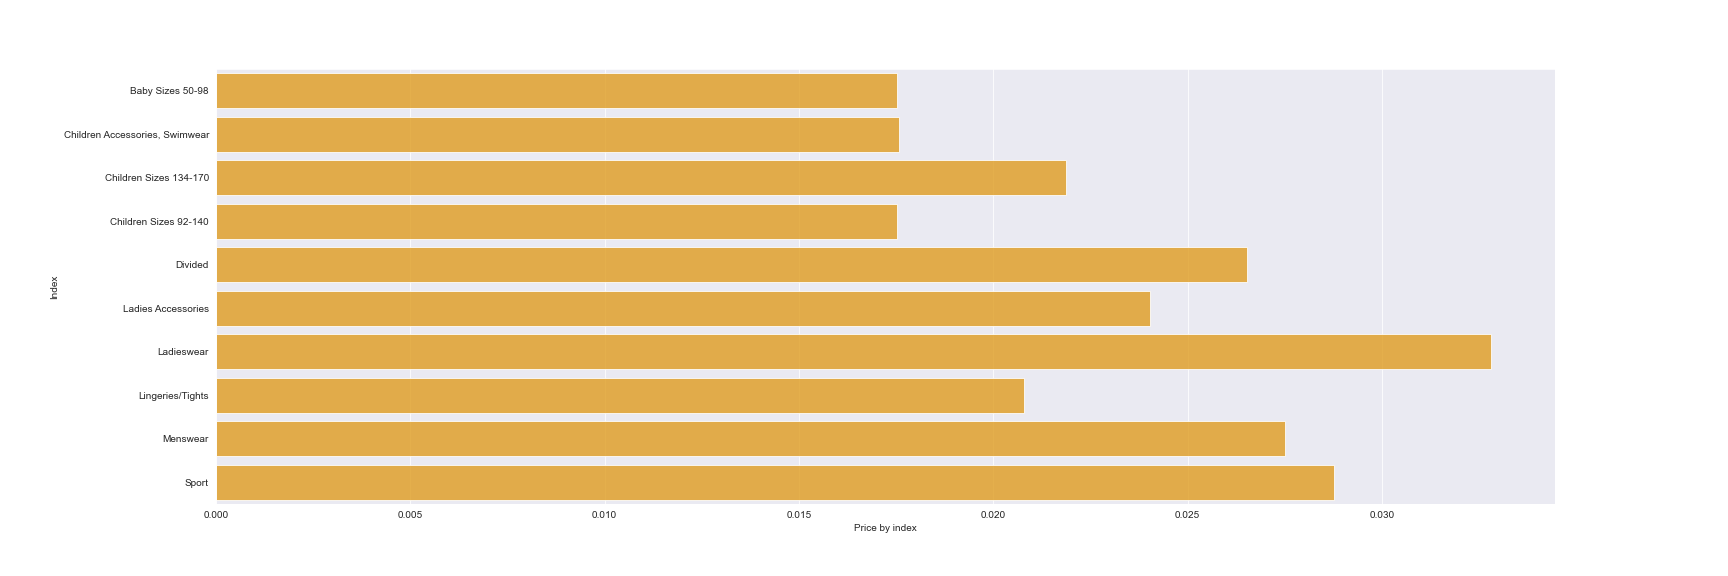 Baby Sizes 50-98
Children Accessories, Swimwear
Children Sizes 134-170
Children Sizes 92-140
Divided
Index
Ladies Accessories
Ladieswear
Lingeries/Tights
Menswear
Sport
0.000 0.005 0.010 0.015 0.020 0.025 0.030
Price by index